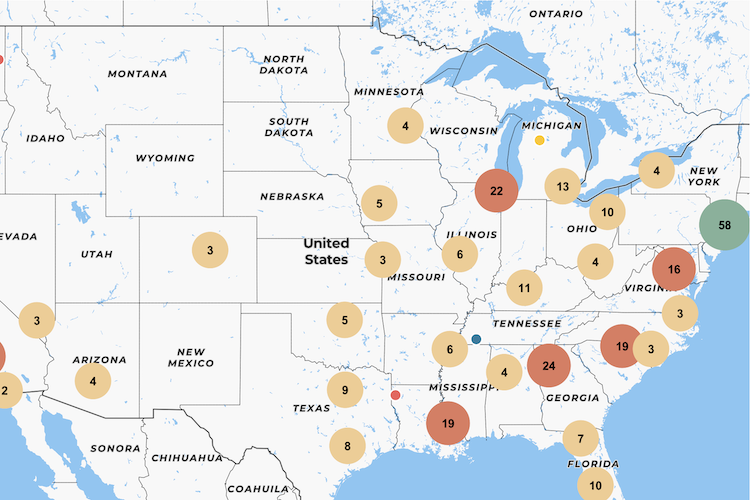 ONTARIO
NORTH
DAKOTA
MONTANA
MINNESOTA
4
MICHIGAN
SOUTH
DAKOTA
WISCONSIN
IDAHO
WYOMING
4
NEW
YORK
22
13
NEBRASKA
5
10
58
EVADA
ILLINOIS
OHIO
United
States
3
UTAH
6
3
4
16
MISSOURI
11
VIRGIN
3
3
5
TENNESSEE
6
19
3
ARIZONA
NEW
MEXICO
4
24
4
2
9
MISSISSIPP
GEORGIA
TEXAS
19
7
8
SONORA
CHIHUAHUA
FLORIDA
COAHUILA
10